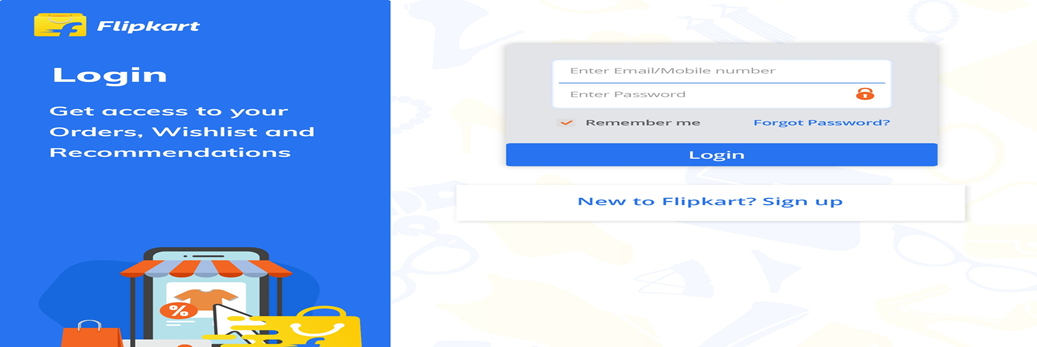 Flipkart
Login
Get access to your
Orders, Wishlist and
Recommendations
%
Enter Email/Mobile number
Enter Password
Remember me
Forgot Password?
Login
New to Flipkart? Sign up